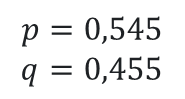 p = 0,545
q = 0,455